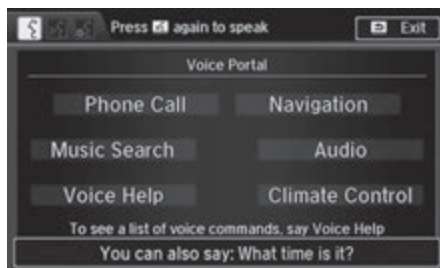 Press again to speak
Exit
Voice Portal
Phone Call Navigation
Music Search Audio
Voice Help Climate Control
To see a list of voice commands, say Voice Help
You can also say: What time is it?